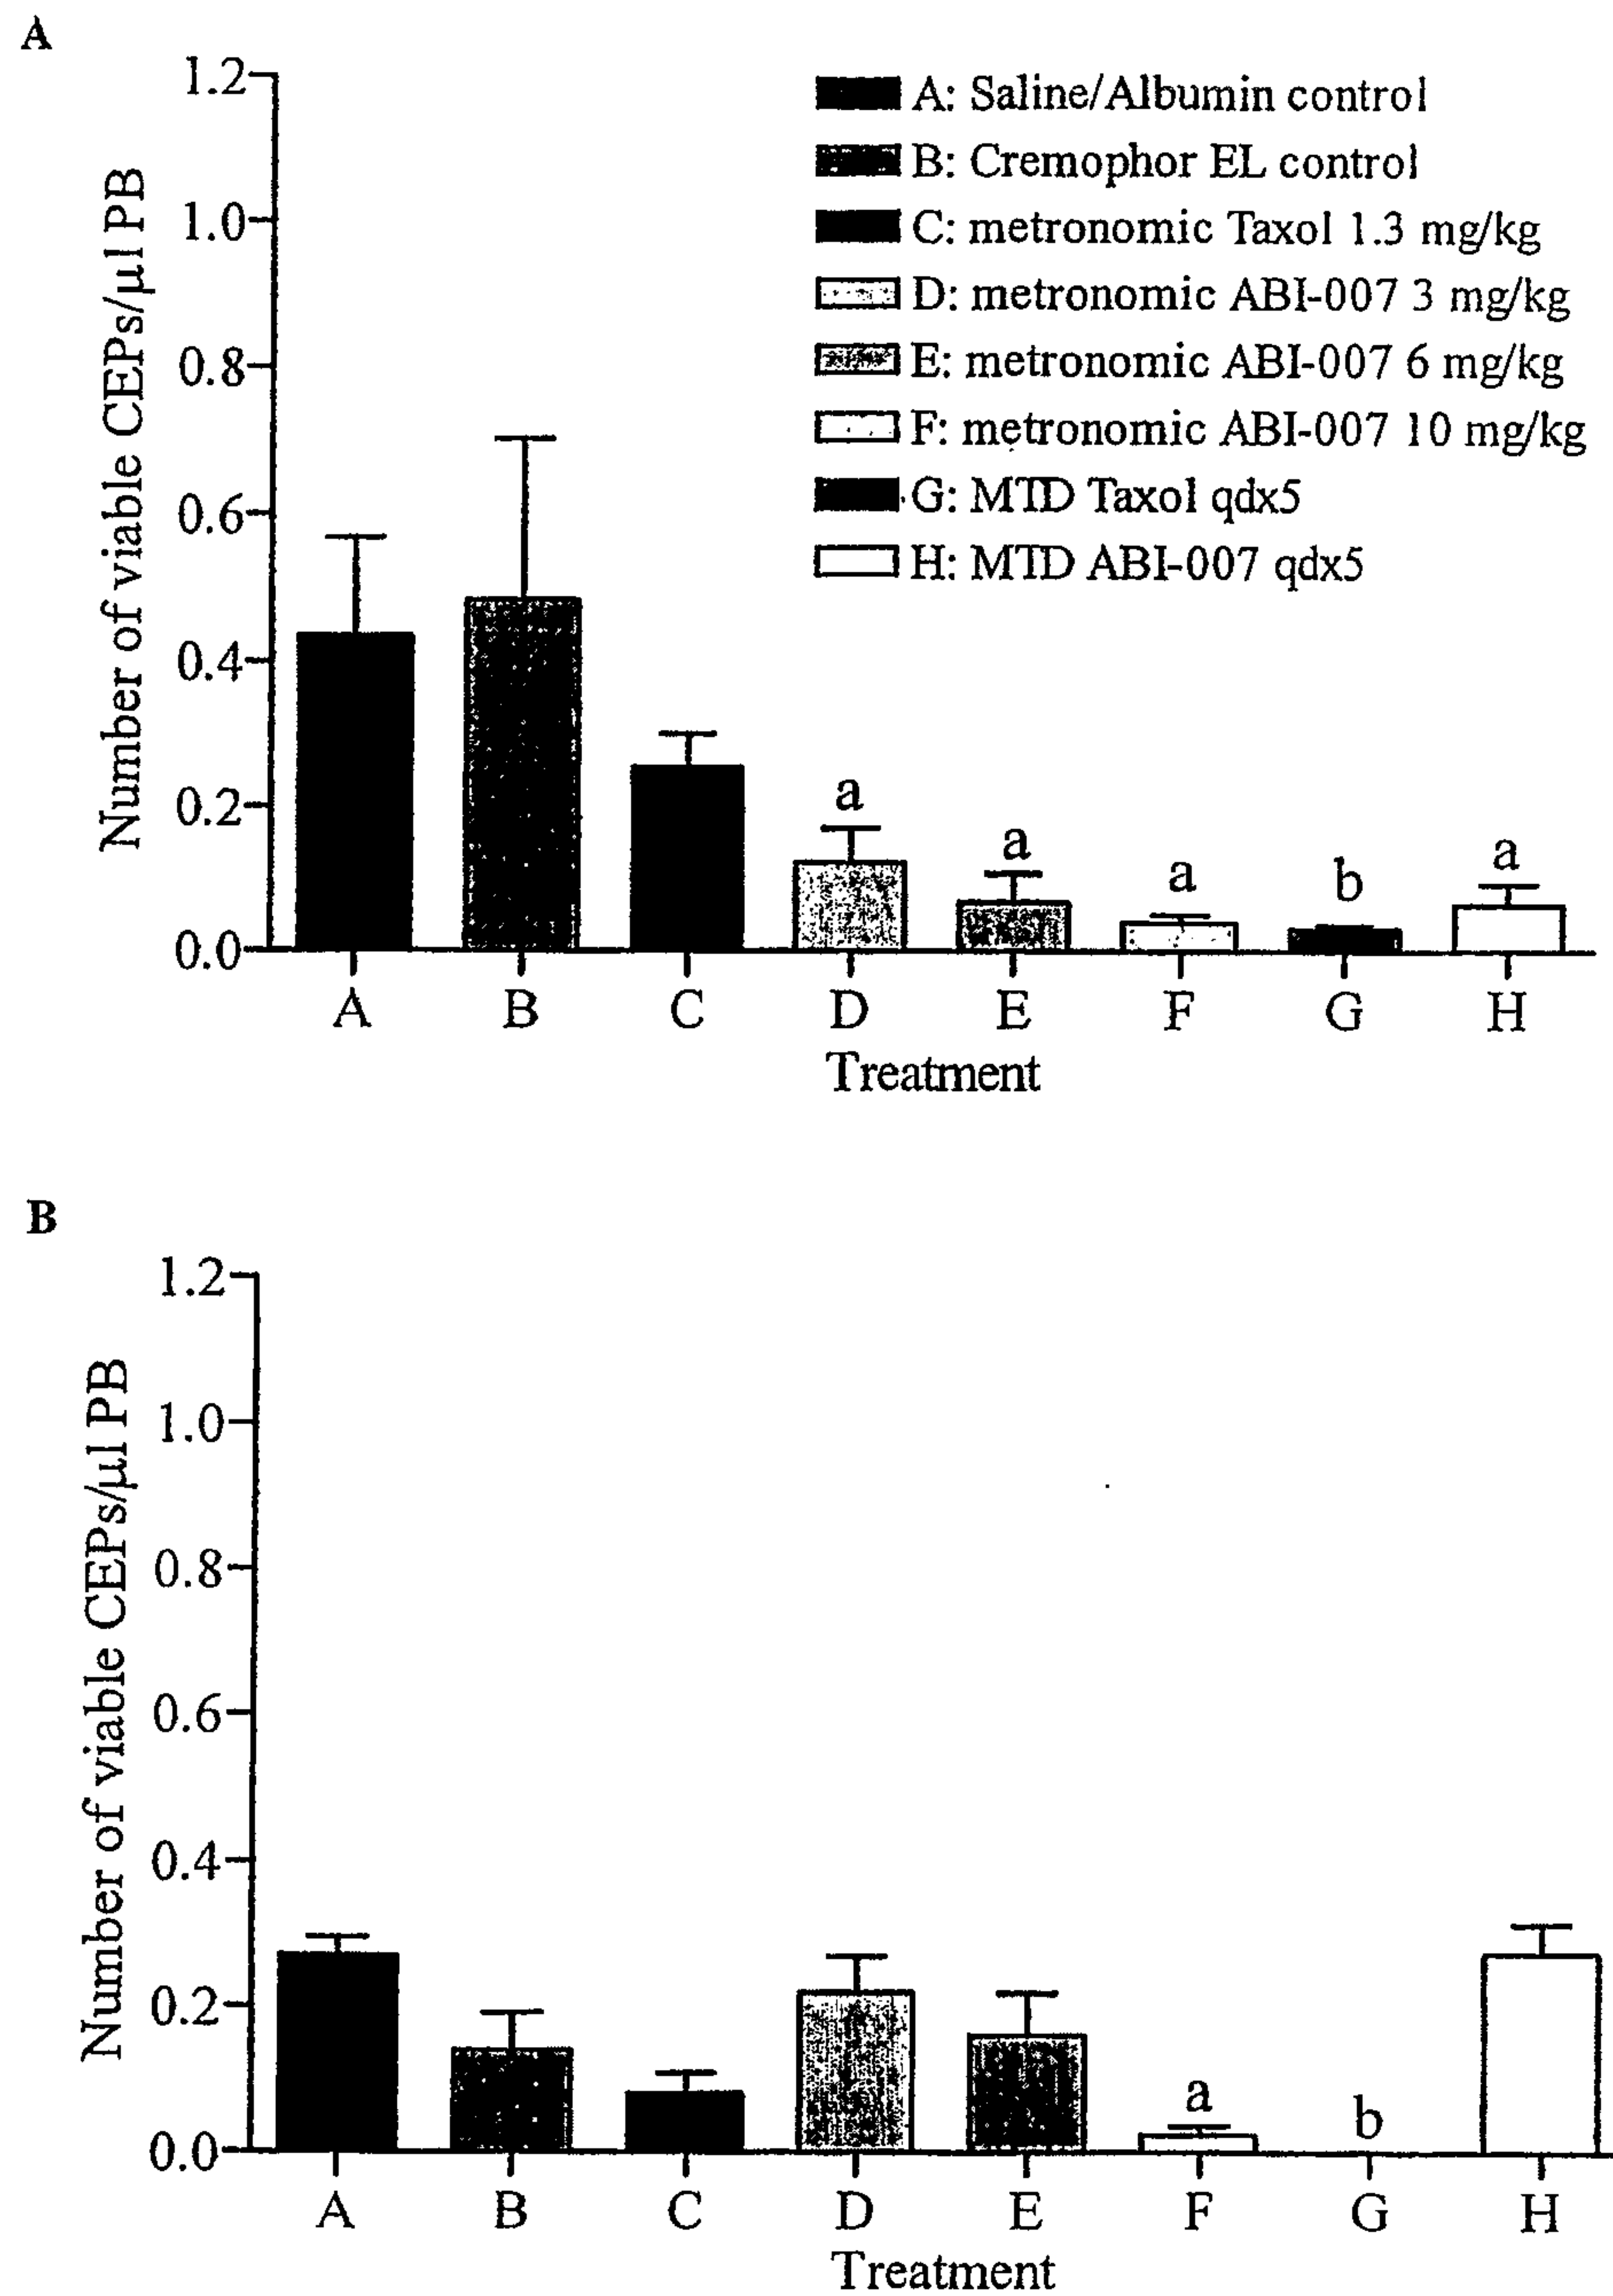 A
1.2
1.0
0.8
0.6
0.4
0.2
0.0
Number of viable CEPs/µl PB
A: Saline/Albumin control
B: Cremophor EL control
C: metronomic Taxol 1.3 mg/kg
D: metronomic ABI-007 3 mg/kg
E: metronomic ABI-007 6 mg/kg
F: metronomic ABI-007 10 mg/kg
G: MTD Taxol qdx5
H: MTD ABI-007 qdx5
a a a b a
A B C D E F G H
Treatment
B
1.2
1.0
0.8
0.6
0.4
0.2
0.0
Number of viable CEPs/µl PB
a b
A B C D E F G H
Treatment